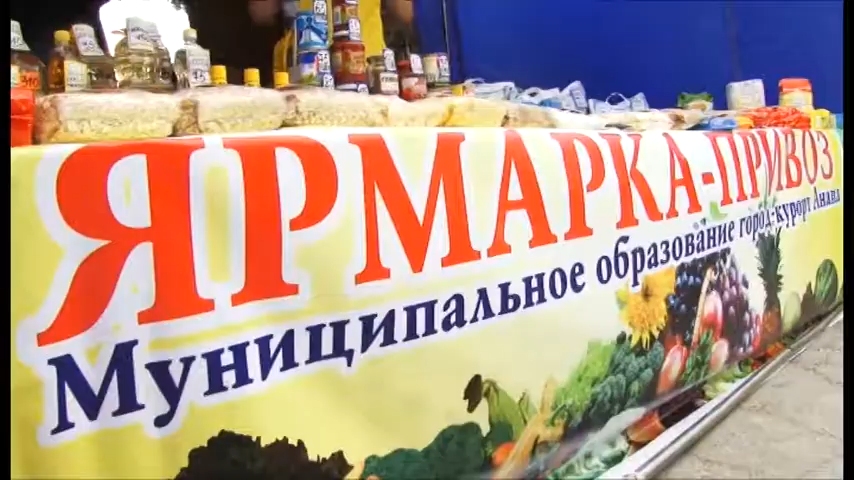 ЯРМАРКА-ПРИВОЗ
Муниципальное образование город-курорт Анапа